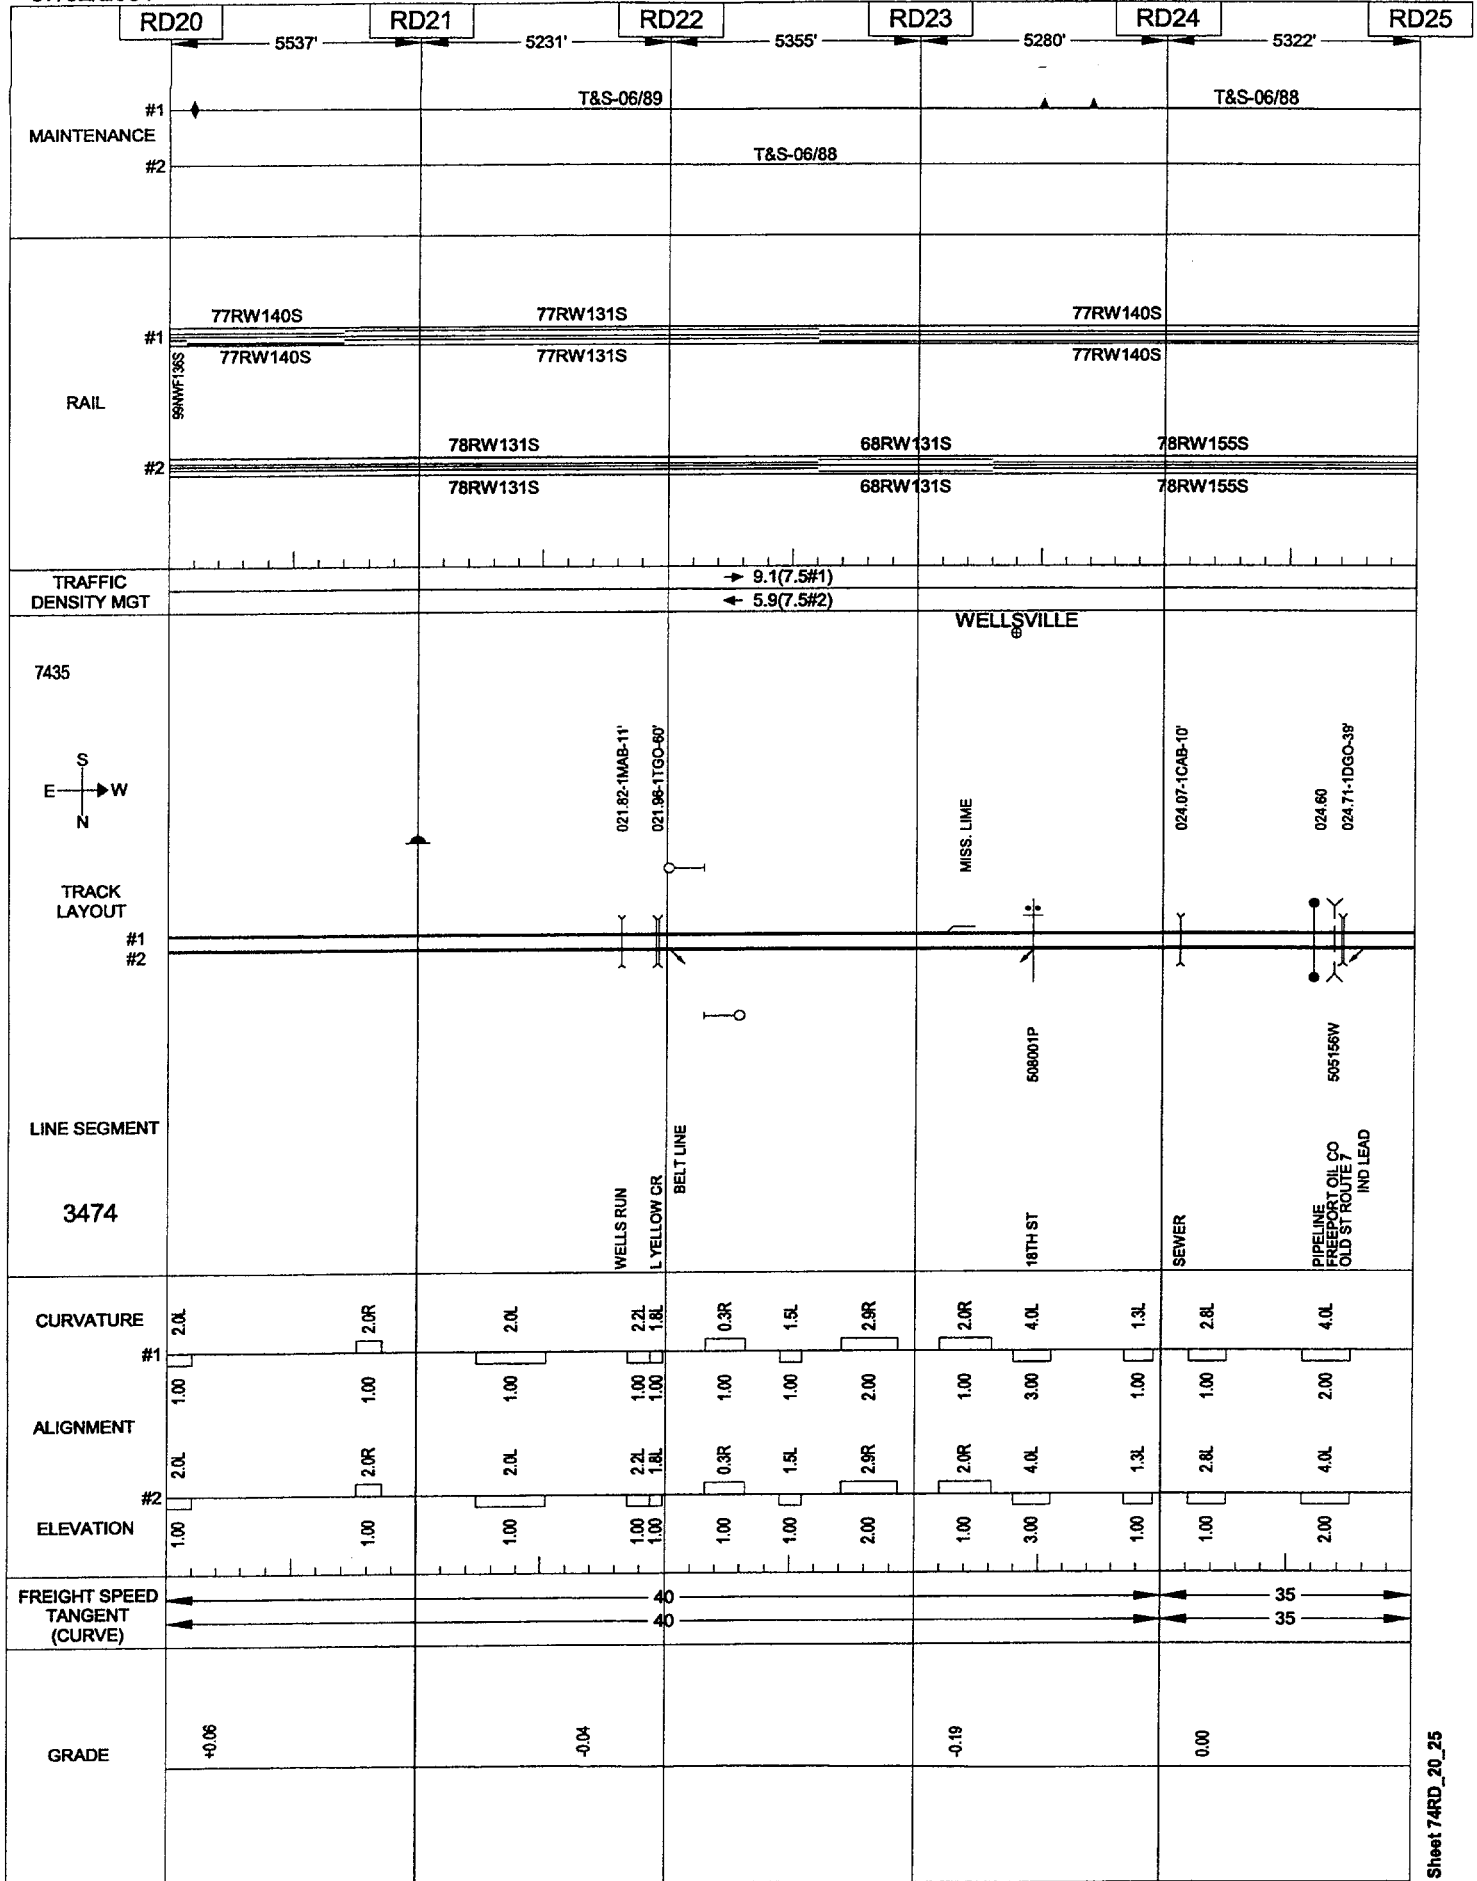 RD20 RD21 RD22 RD23 RD24 RD25
5537' 5231' 5355' 5280' 5322'
MAINTENANCE
#1 T&S-06/89 T&S-06/88
#2 T&S-06/88
RAIL
77RW140S 77RW131S 77RW140S
#1
77RW140S 77RW131S 77RW140S
99NWF136S
78RW131S 68RW131S 78RW155S
#2
78RW131S 68RW131S 78RW155S
TRAFFIC
DENSITY MGT
9.1(7.5#1)
5.9(7.5#2)
WELLSVILLE
7435
S
E W
N
021.82-1MAB-11'
021.96-1TGO-60'
MISS. LIME
024.07-1CAB-10'
024.60
024.71-1DGO-39'
TRACK
LAYOUT
#1
#2
508001P
505156W
LINE SEGMENT
3474
WELLS RUN
L YELLOW CR
BELT LINE
18TH ST
SEWER
PIPELINE
FREEPORT OIL CO
OLD ST ROUTE 7
IND LEAD
CURVATURE
2.0L 2.0R 2.0L 2.2L 1.8L 0.3R 1.5L 2.9R 2.0R 4.0L 1.3L 2.8L 4.0L
#1
1.00 1.00 1.00 1.00 1.00 1.00 1.00 2.00 1.00 3.00 1.00 1.00 2.00
ALIGNMENT
2.0L 2.0R 2.0L 2.2L 1.8L 0.3R 1.5L 2.9R 2.0R 4.0L 1.3L 2.8L 4.0L
#2
ELEVATION
1.00 1.00 1.00 1.00 1.00 1.00 1.00 2.00 1.00 3.00 1.00 1.00 2.00
FREIGHT SPEED
TANGENT
(CURVE)
40 35
40 35
GRADE
+0.06 -0.04 -0.19 0.00
Sheet 74RD_20_25